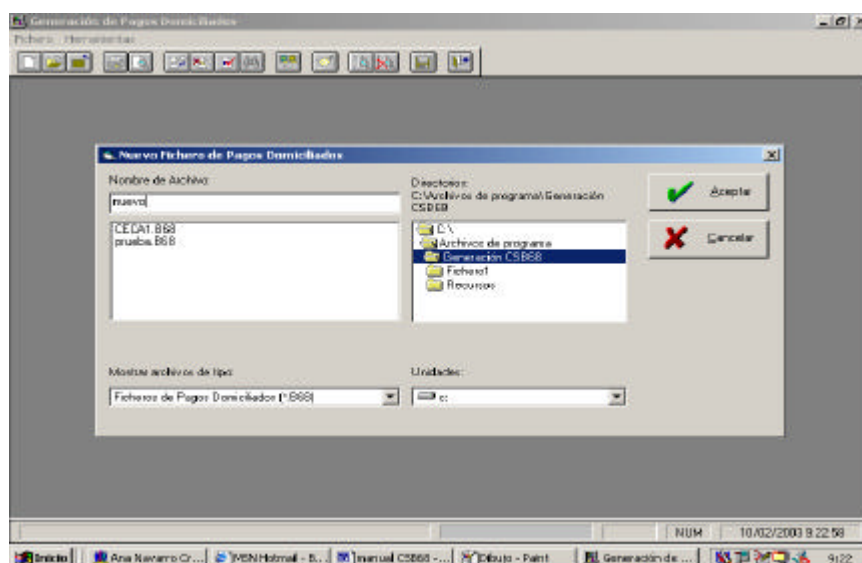 Generación de Pagos Domiciliados
Fichero Herramientas
Nuevo Fichero de Pagos Domiciliados
Nombre de Archivo:
nuevo
CECA1.B68
prueba.B68
Directorios:
C:\Archivos de programa\Generación
CSB68
C:\
Archivos de programa
Generación CSB68
Fichero1
Recursos
Aceptar
Cancelar
Mostrar archivos de tipo:
Ficheros de Pagos Domiciliados (*.B68)
Unidades:
c:
NUM 10/02/2003 9:22:58
Inicio Ana Navarro Cr... MSN Hotmail - B... manual CSB68 -... Dibujo - Paint Generación de ... 9:22